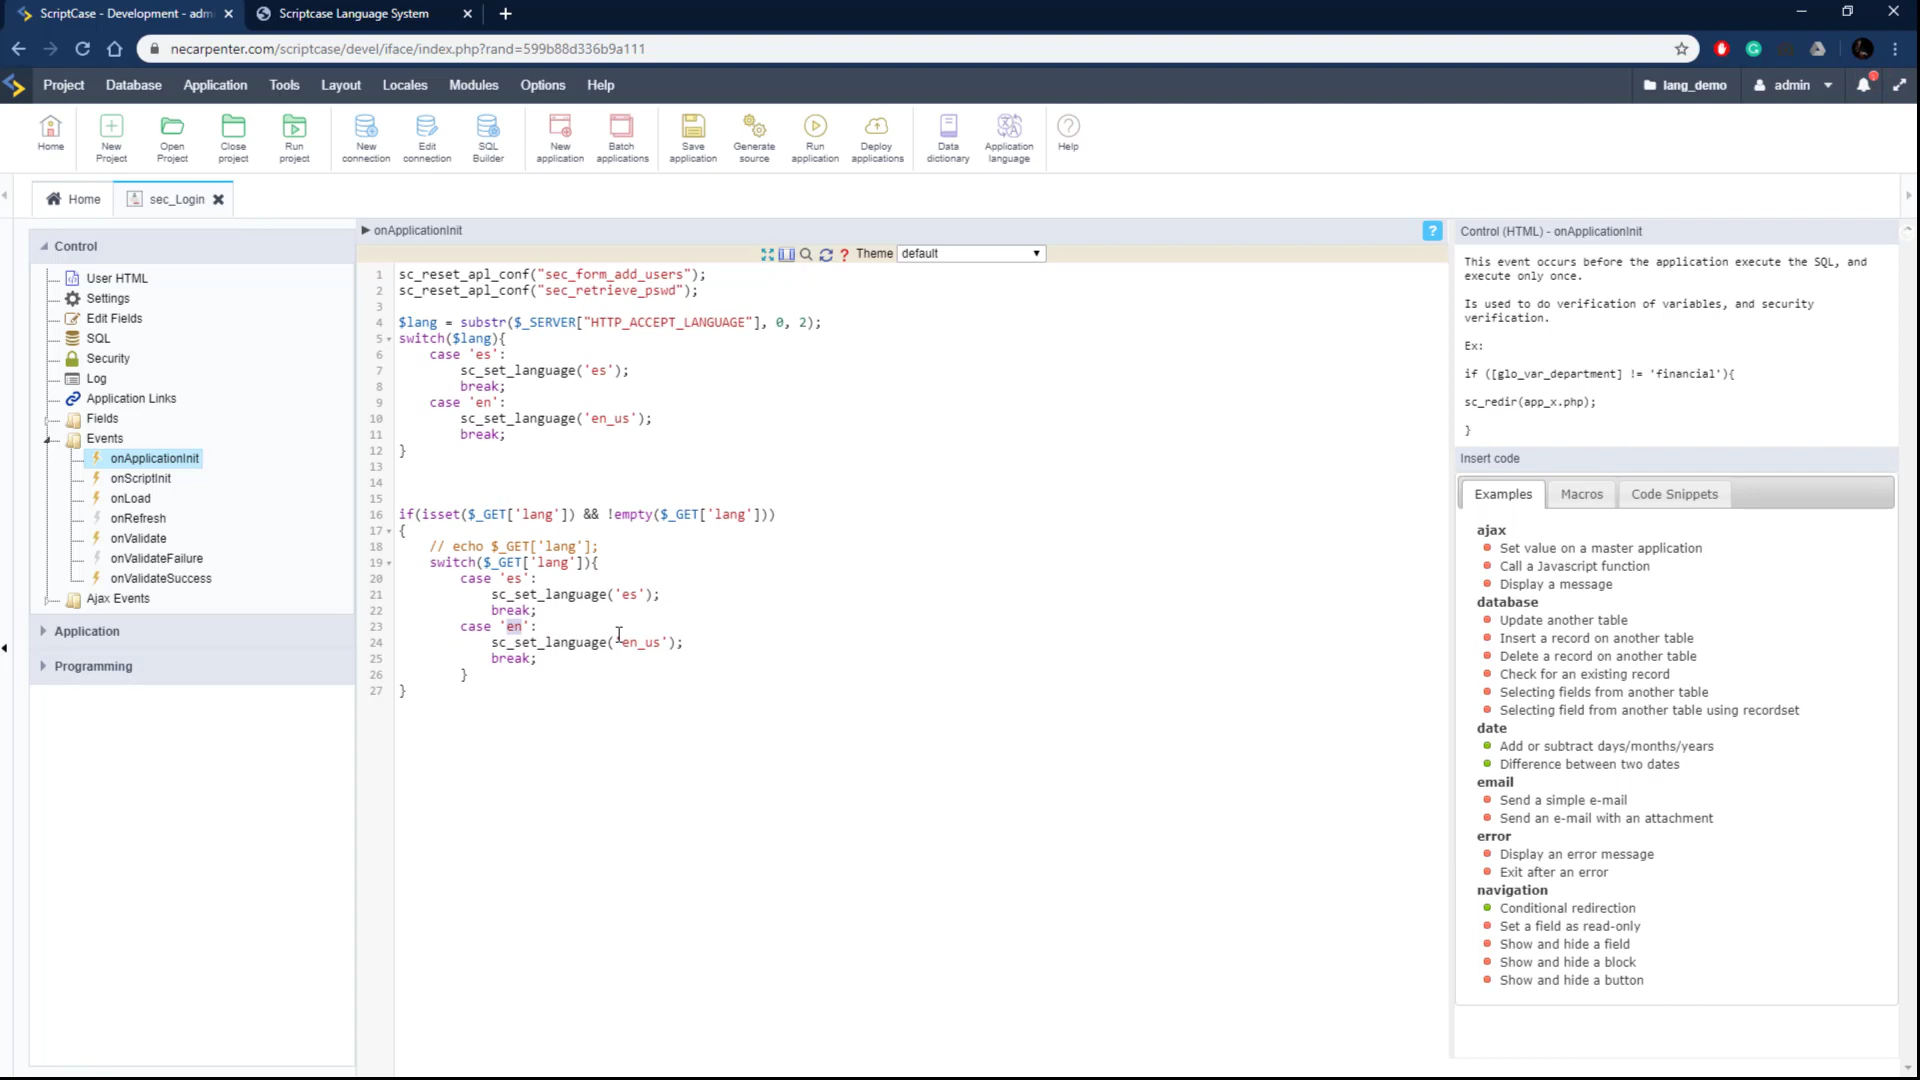 ScriptCase - Development - adm
Scriptcase Language System
necarpenter.com/scriptcase/devel/iface/index.php?rand=599b88d336b9a111
Project Database Application Tools Layout Locales Modules Options Help
lang_demo admin
Home
New Project
Open Project
Close project
Run project
New connection
Edit connection
SQL Builder
New application
Batch applications
Save application
Generate source
Run application
Deploy applications
Data dictionary
Application language
Help
Home sec_Login
Control
User HTML
Settings
Edit Fields
SQL
Security
Log
Application Links
Fields
Events
onApplicationInit
onScriptInit
onLoad
onRefresh
onValidate
onValidateFailure
onValidateSuccess
Ajax Events
Application
Programming
onApplicationInit
?
? Theme default
1 sc_reset_apl_conf("sec_form_add_users");
2 sc_reset_apl_conf("sec_retrieve_pswd");
3
4 $lang = substr($_SERVER["HTTP_ACCEPT_LANGUAGE"], 0, 2);
5 switch($lang){
6 case 'es':
7 sc_set_language('es');
8 break;
9 case 'en':
10 sc_set_language('en_us');
11 break;
12 }
13
14
15
16 if(isset($_GET['lang']) && !empty($_GET['lang']))
17 {
18 // echo $_GET['lang'];
19 switch($_GET['lang']){
20 case 'es':
21 sc_set_language('es');
22 break;
23 case 'en':
24 sc_set_language('en_us');
25 break;
26 }
27 }
Control (HTML) - onApplicationInit
This event occurs before the application execute the SQL, and
execute only once.
Is used to do verification of variables, and security
verification.
Ex:
if ([glo_var_department] != 'financial'){
sc_redir(app_x.php);
}
Insert code
Examples Macros Code Snippets
ajax
Set value on a master application
Call a Javascript function
Display a message
database
Update another table
Insert a record on another table
Delete a record on another table
Check for an existing record
Selecting fields from another table
Selecting field from another table using recordset
date
Add or subtract days/months/years
Difference between two dates
email
Send a simple e-mail
Send an e-mail with an attachment
error
Display an error message
Exit after an error
navigation
Conditional redirection
Set a field as read-only
Show and hide a field
Show and hide a block
Show and hide a button